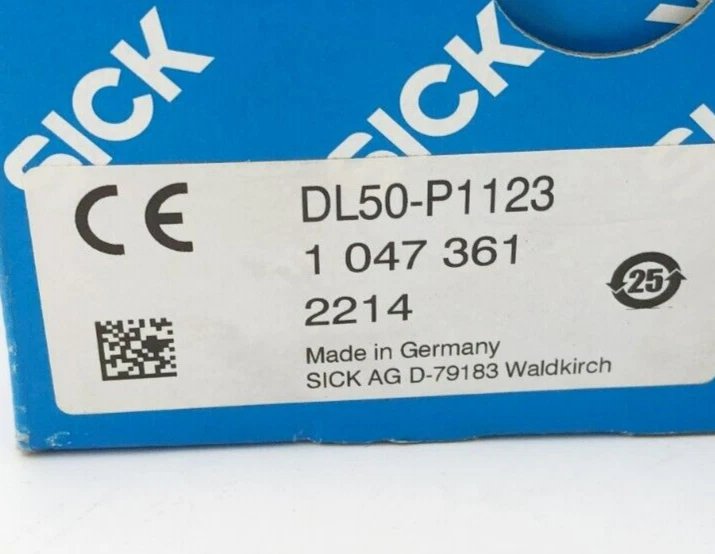 SICK
SICK
CE
DL50-P1123
1 047 361
2214
25
Made in Germany
SICK AG D-79183 Waldkirch